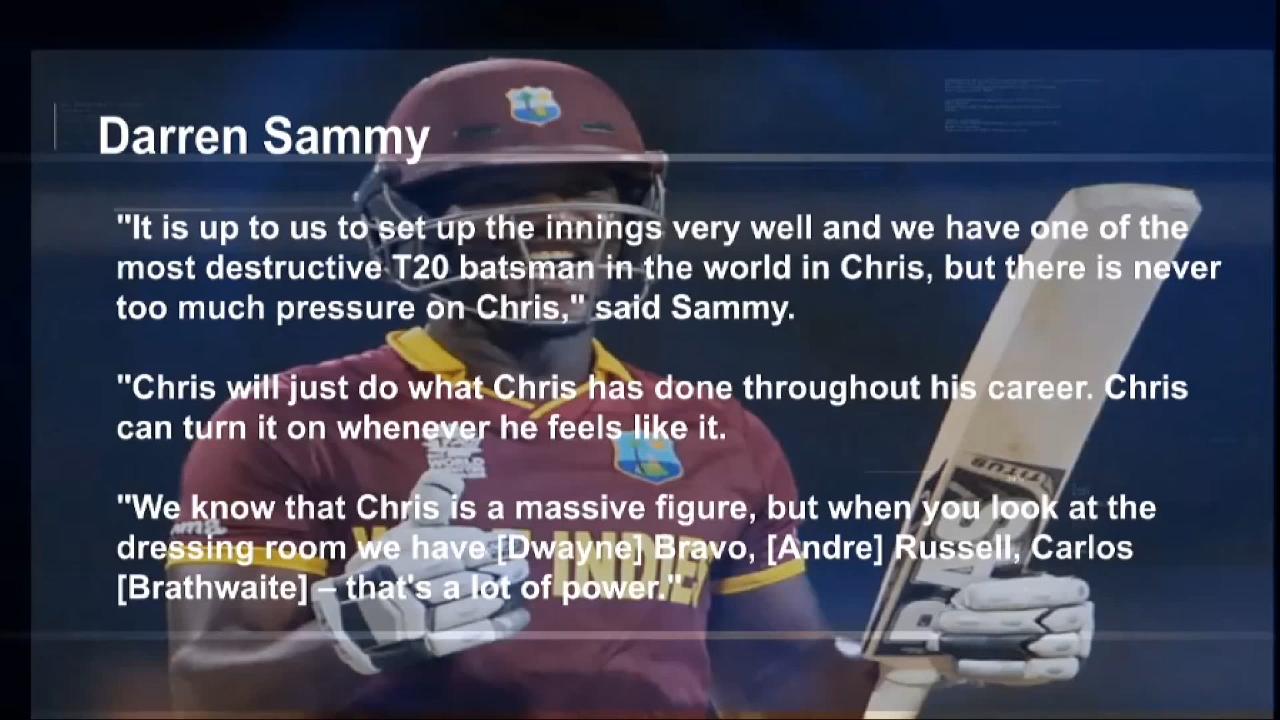 Darren Sammy
"It is up to us to set up the innings very well and we have one of the
most destructive T20 batsman in the world in Chris, but there is never
too much pressure on Chris," said Sammy.
"Chris will just do what Chris has done throughout his career. Chris
can turn it on whenever he feels like it.
"We know that Chris is a massive figure, but when you look at the
dressing room we have [Dwayne] Bravo, [Andre] Russell, Carlos
[Brathwaite] – that's a lot of power."